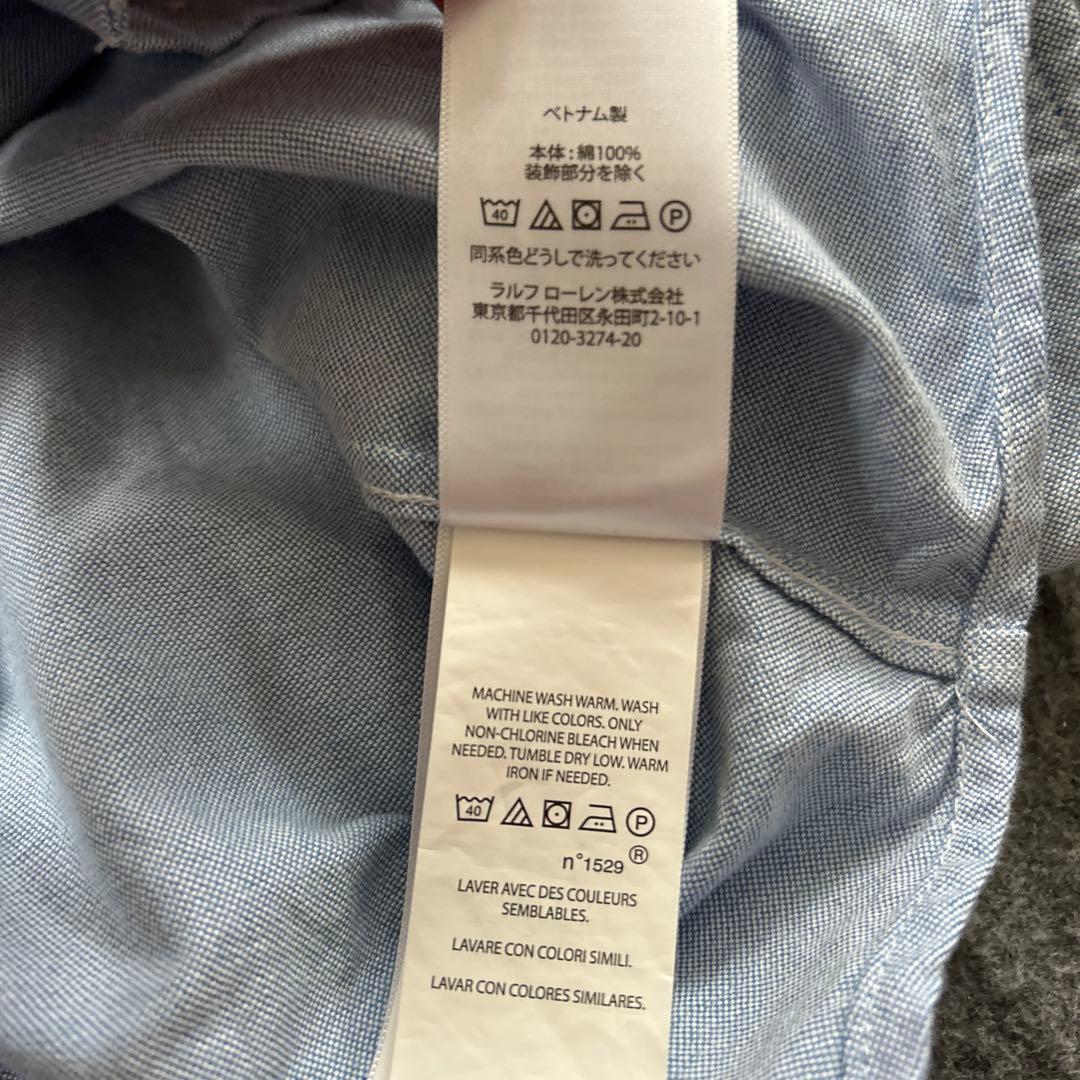 ベトナム製
本体:綿100%
装飾部分を除く
40 P
同系色どうしで洗ってください
ラルフ ローレン株式会社
東京都千代田区永田町2-10-1
0120-3274-20
MACHINE WASH WARM. WASH
WITH LIKE COLORS. ONLY
NON-CHLORINE BLEACH WHEN
NEEDED. TUMBLE DRY LOW. WARM
IRON IF NEEDED.
40 P
n°1529 ®
LAVER AVEC DES COULEURS
SEMBLABLES.
LAVARE CON COLORI SIMILI.
LAVAR CON COLORES SIMILARES.